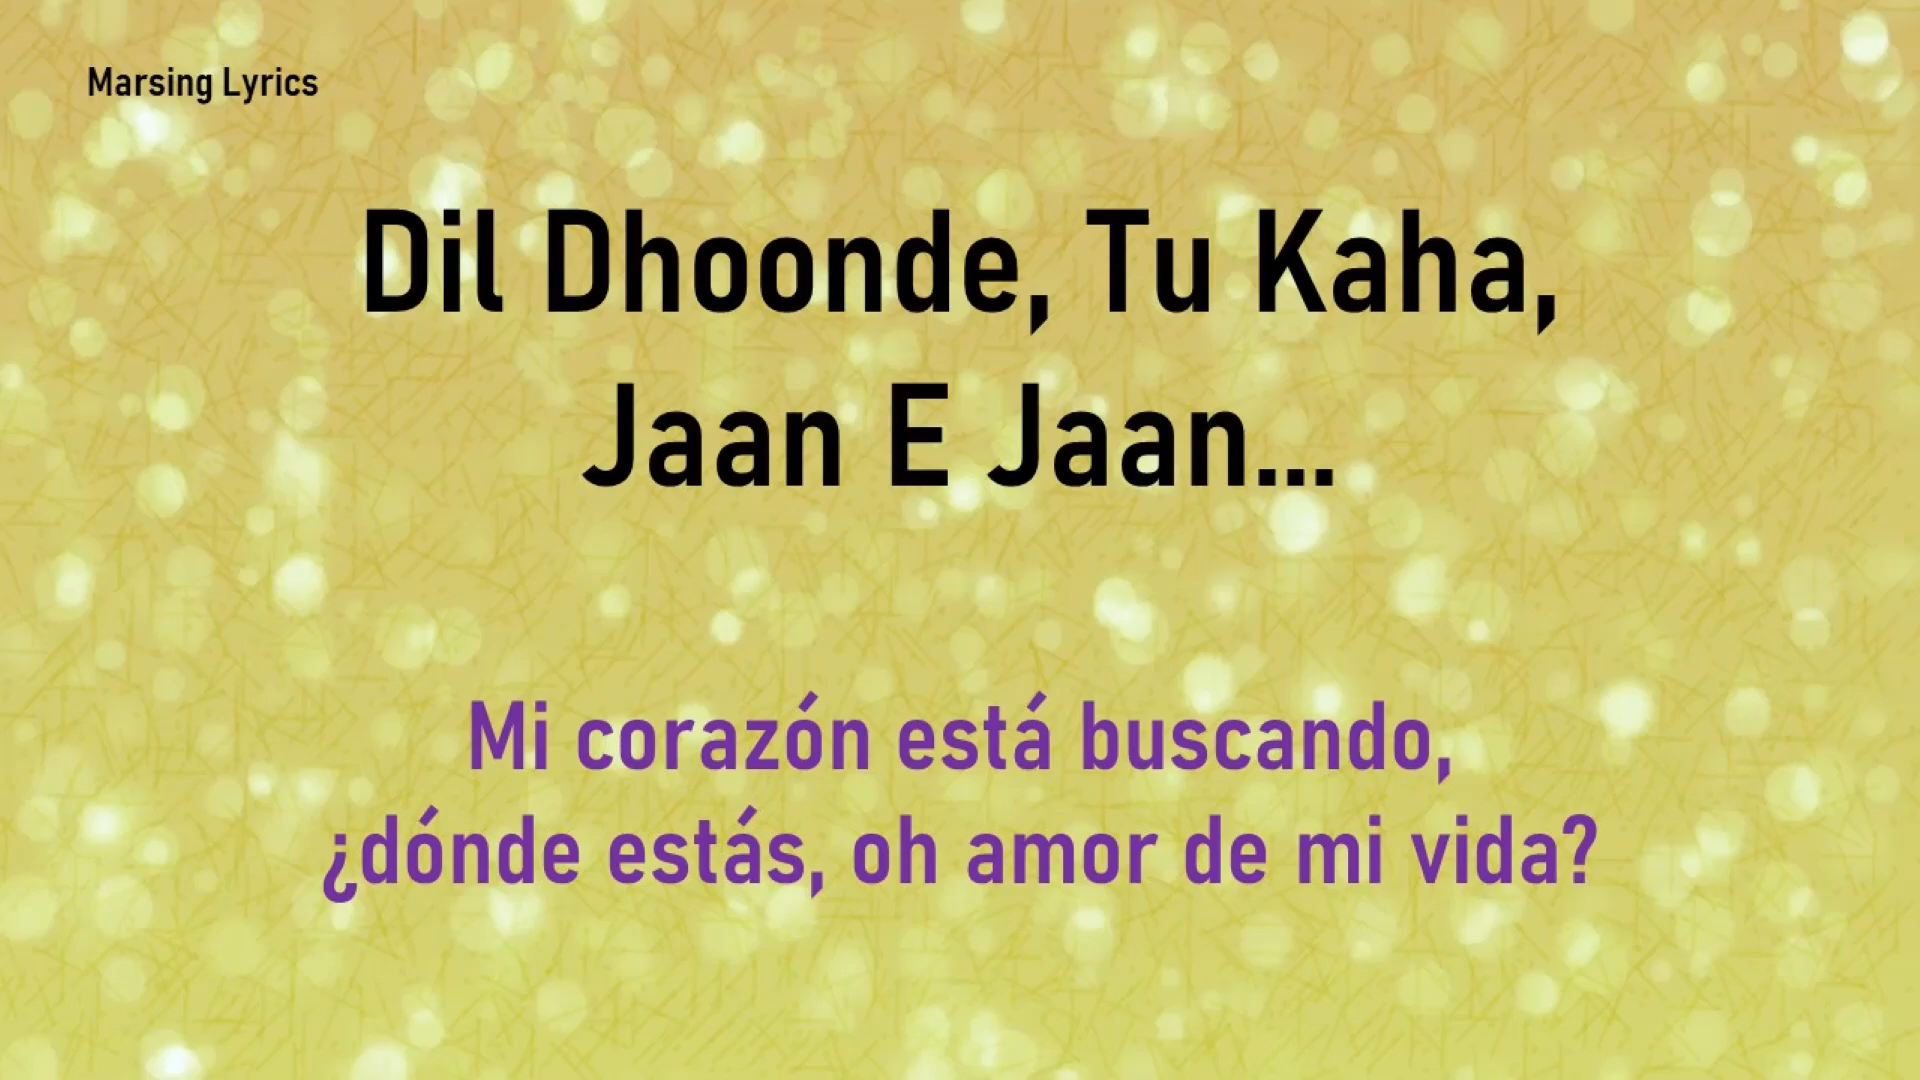 Marsing Lyrics
Dil Dhoonde, Tu Kaha,
Jaan E Jaan...
Mi corazón está buscando,
¿dónde estás, oh amor de mi vida?